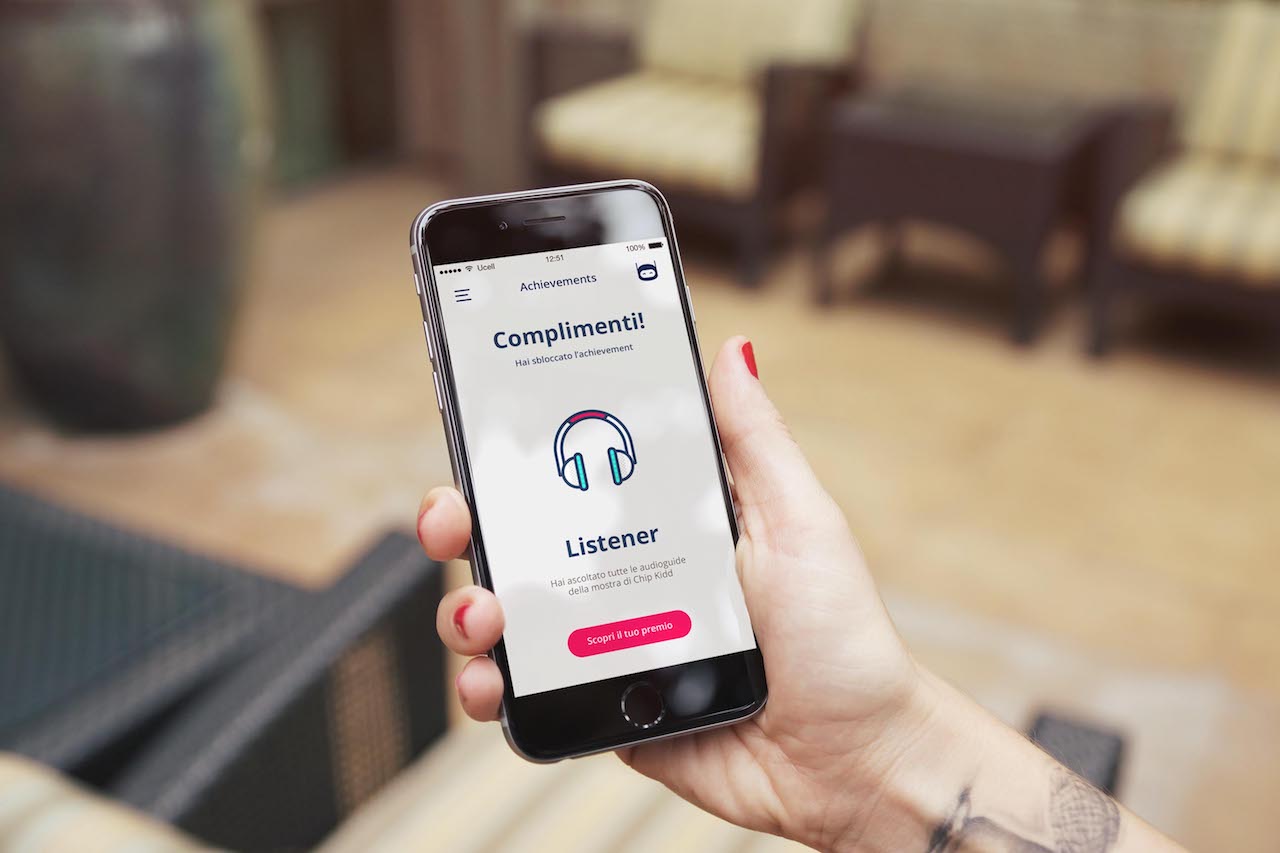 Ucell 12:51 100%
Achievements
Complimenti!
Hai sbloccato l'achievement
Listener
Hai ascoltato tutte le audioguide
della mostra di Chip Kidd
Scopri il tuo premio